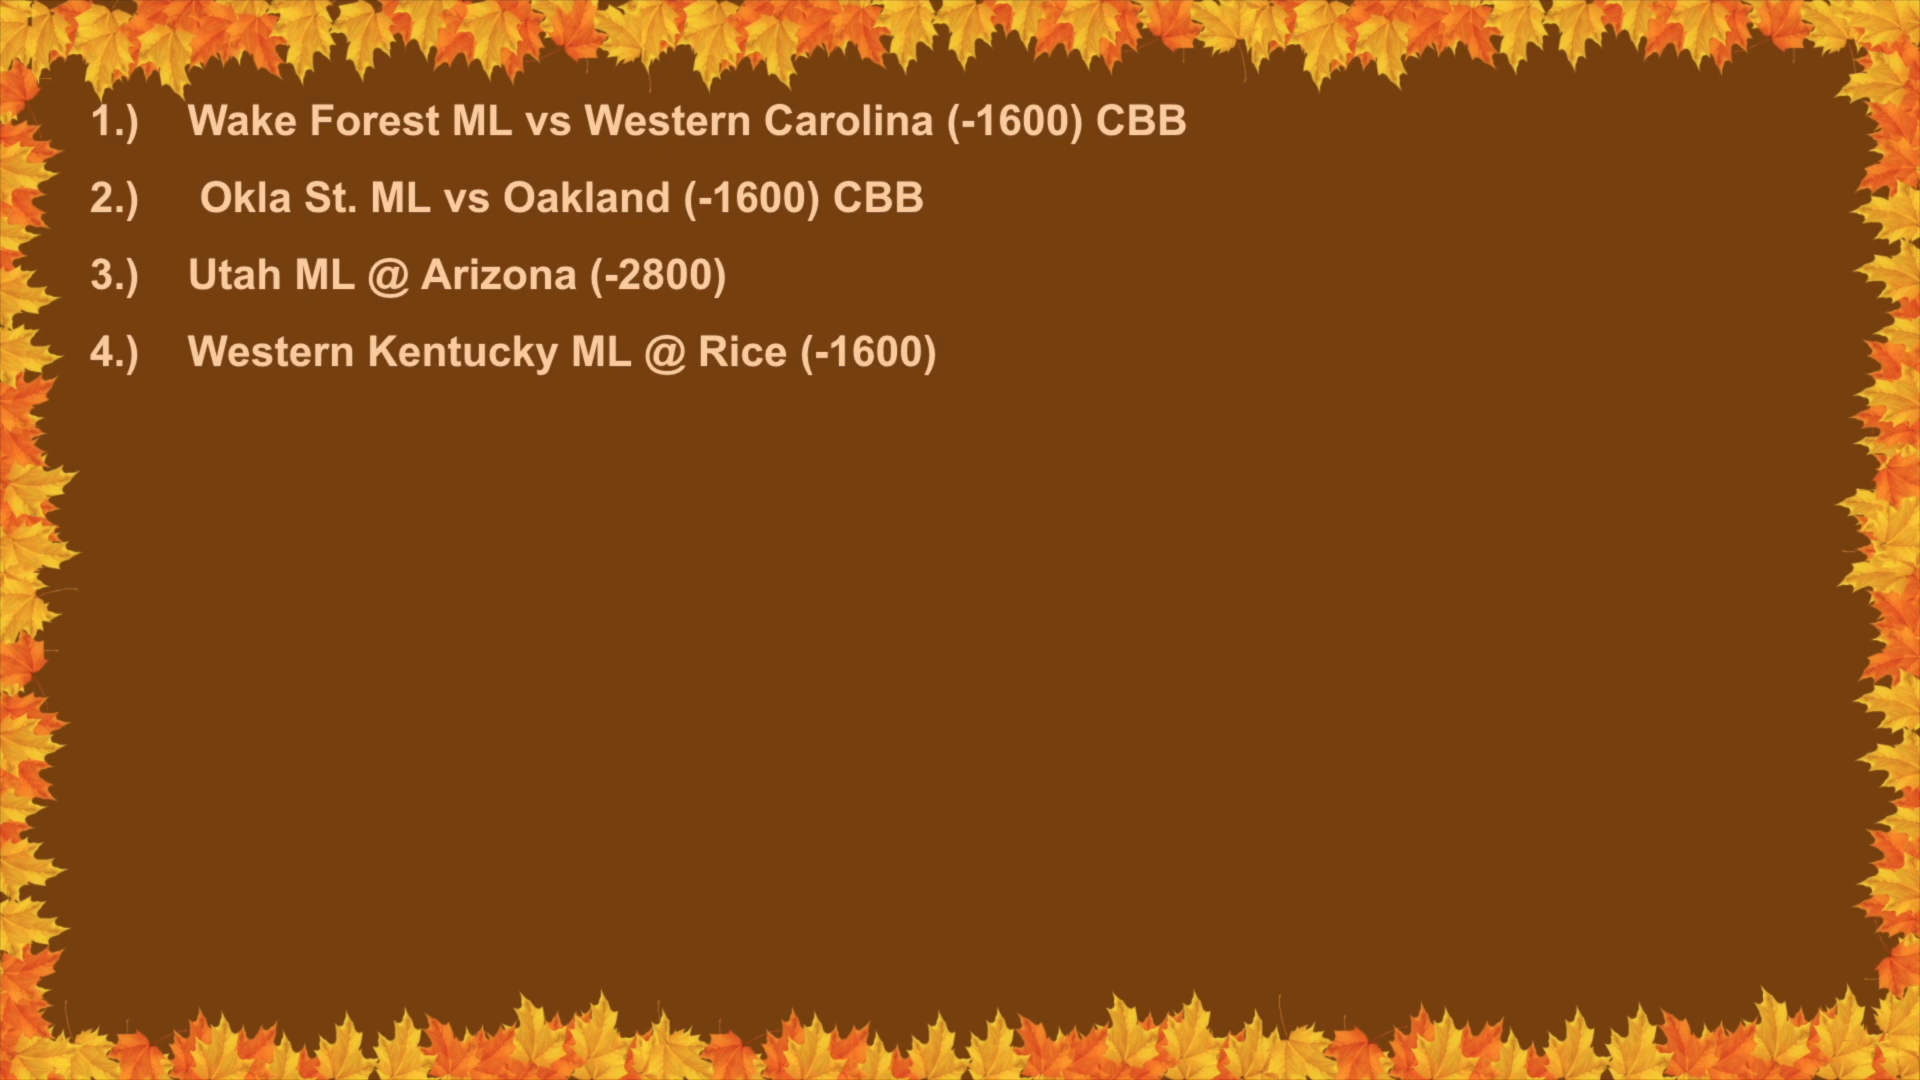 1.) Wake Forest ML vs Western Carolina (-1600) CBB
2.) Okla St. ML vs Oakland (-1600) CBB
3.) Utah ML @ Arizona (-2800)
4.) Western Kentucky ML @ Rice (-1600)